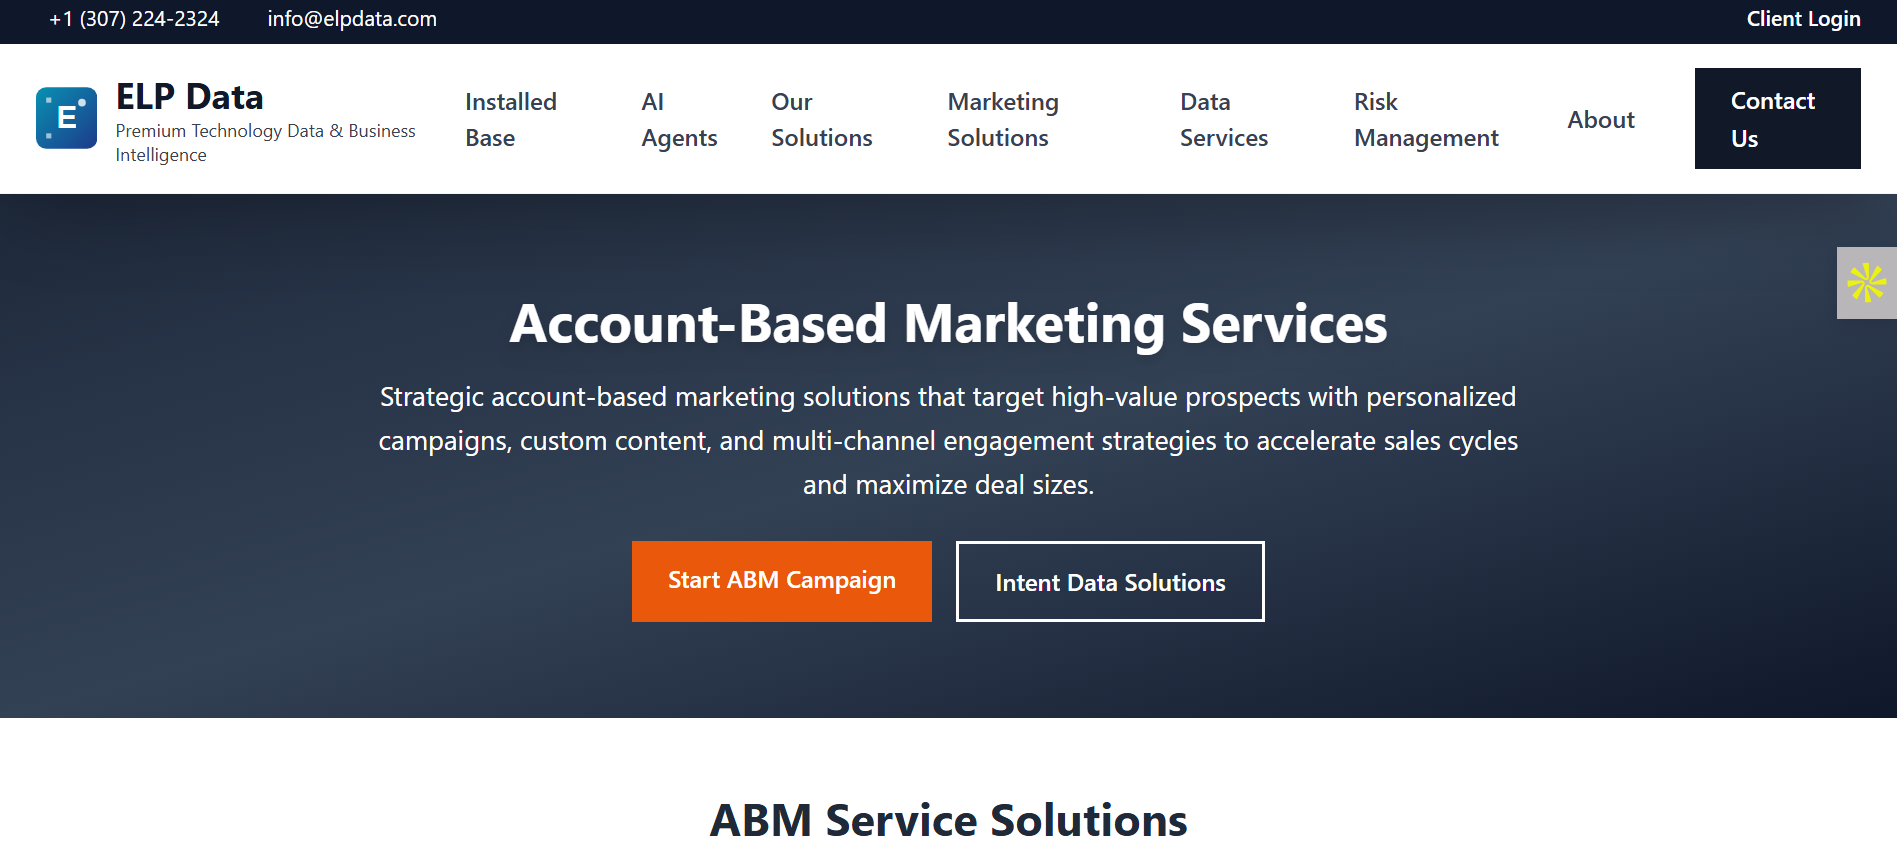 +1 (307) 224-2324 info@elpdata.com Client Login
E
ELP Data
Premium Technology Data & Business
Intelligence
Installed
Base
AI
Agents
Our
Solutions
Marketing
Solutions
Data
Services
Risk
Management
About
Contact
Us
Account-Based Marketing Services
Strategic account-based marketing solutions that target high-value prospects with personalized
campaigns, custom content, and multi-channel engagement strategies to accelerate sales cycles
and maximize deal sizes.
Start ABM Campaign
Intent Data Solutions
ABM Service Solutions